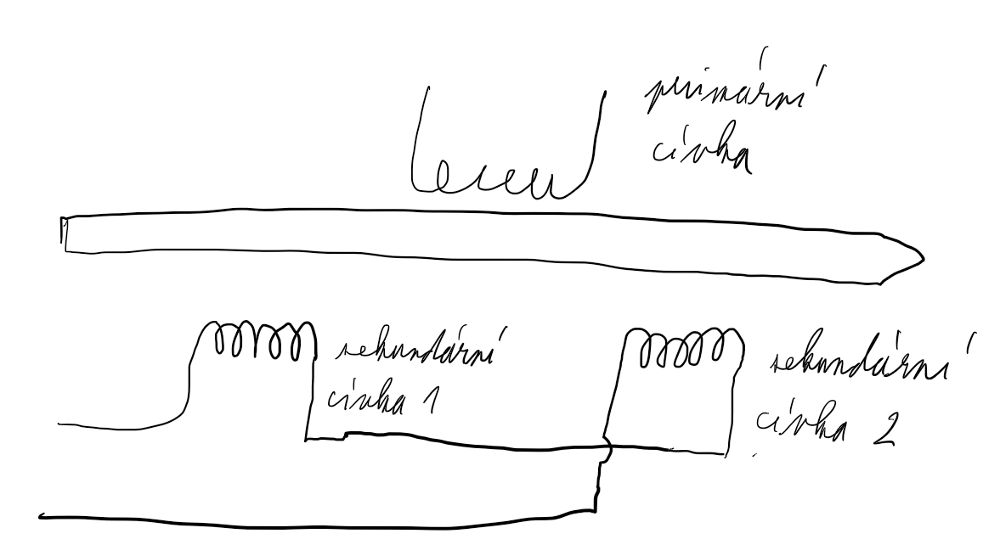 primární
cívka
sekundární
cívka 1
sekundární
cívka 2